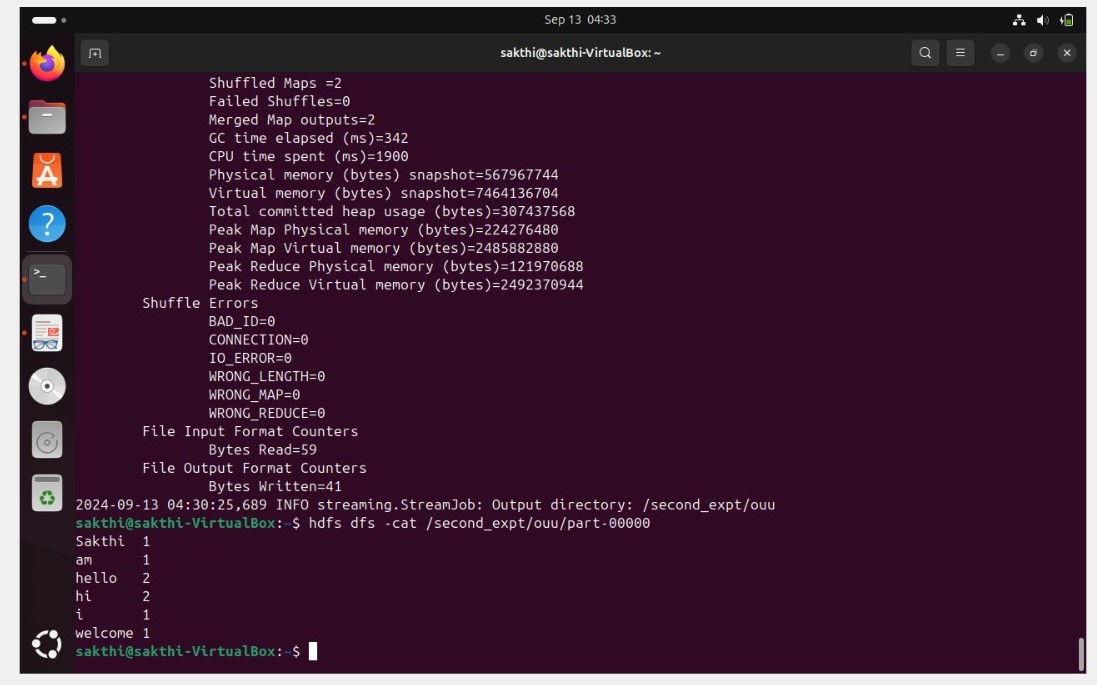 Sep 13 04:33
sakthi@sakthi-VirtualBox: ~
Shuffled Maps =2
Failed Shuffles=0
Merged Map outputs=2
GC time elapsed (ms)=342
CPU time spent (ms)=1900
Physical memory (bytes) snapshot=567967744
Virtual memory (bytes) snapshot=7464136704
Total committed heap usage (bytes)=307437568
Peak Map Physical memory (bytes)=224276480
Peak Map Virtual memory (bytes)=2485882880
Peak Reduce Physical memory (bytes)=121970688
Peak Reduce Virtual memory (bytes)=2492370944
Shuffle Errors
BAD_ID=0
CONNECTION=0
IO_ERROR=0
WRONG_LENGTH=0
WRONG_MAP=0
WRONG_REDUCE=0
File Input Format Counters
Bytes Read=59
File Output Format Counters
Bytes Written=41
2024-09-13 04:30:25,689 INFO streaming.StreamJob: Output directory: /second_expt/ouu
sakthi@sakthi-VirtualBox:~$ hdfs dfs -cat /second_expt/ouu/part-00000
Sakthi 1
am 1
hello 2
hi 2
i 1
welcome 1
sakthi@sakthi-VirtualBox:~$